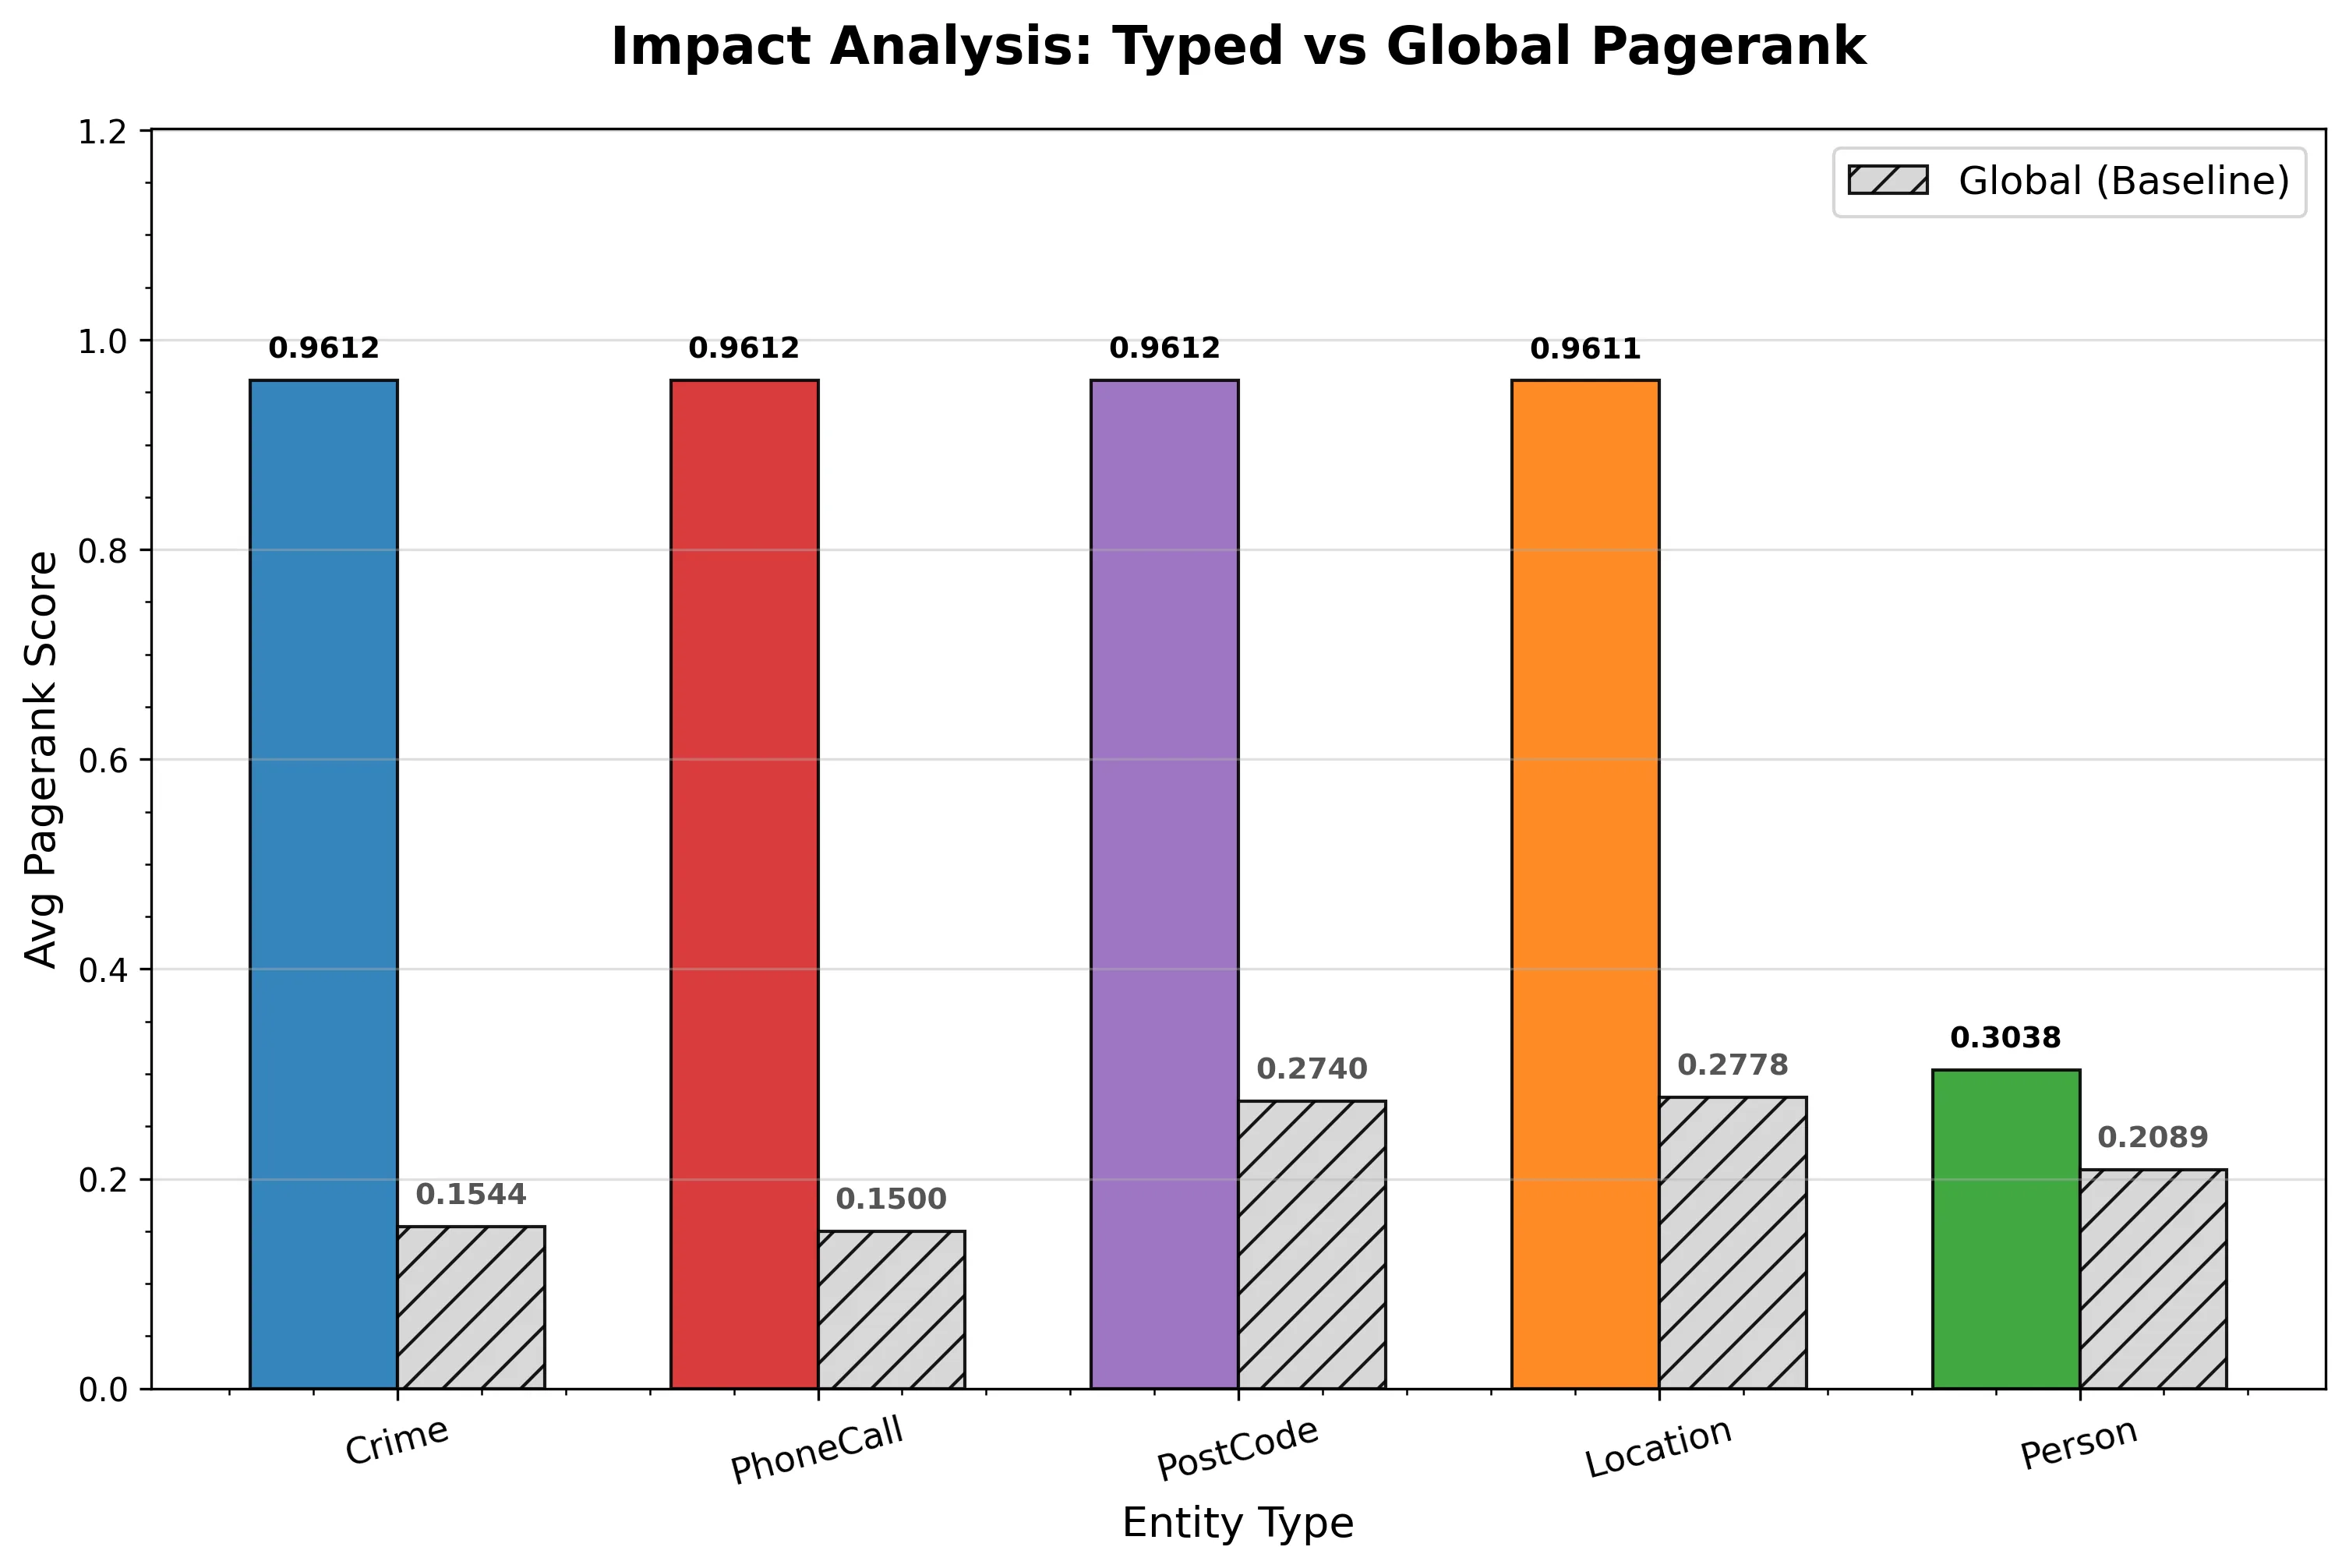 Impact Analysis: Typed vs Global Pagerank
Global (Baseline)
Avg Pagerank Score
1.2
1.0
0.8
0.6
0.4
0.2
0.0
0.9612
0.1544
0.9612
0.1500
0.9612
0.2740
0.9611
0.2778
0.3038
0.2089
Crime
PhoneCall
PostCode
Location
Person
Entity Type